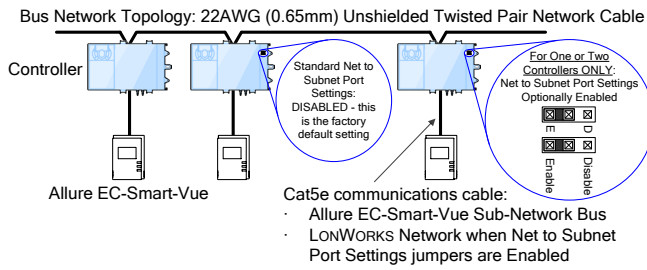 Bus Network Topology: 22AWG (0.65mm) Unshielded Twisted Pair Network Cable
Controller
Standard Net to
Subnet Port
Settings:
DISABLED - this
is the factory
default setting
For One or Two
Controllers ONLY:
Net to Subnet Port Settings
Optionally Enabled
E D
Enable Disable
Allure EC-Smart-Vue
Cat5e communications cable:
· Allure EC-Smart-Vue Sub-Network Bus
· LONWORKS Network when Net to Subnet
Port Settings jumpers are Enabled